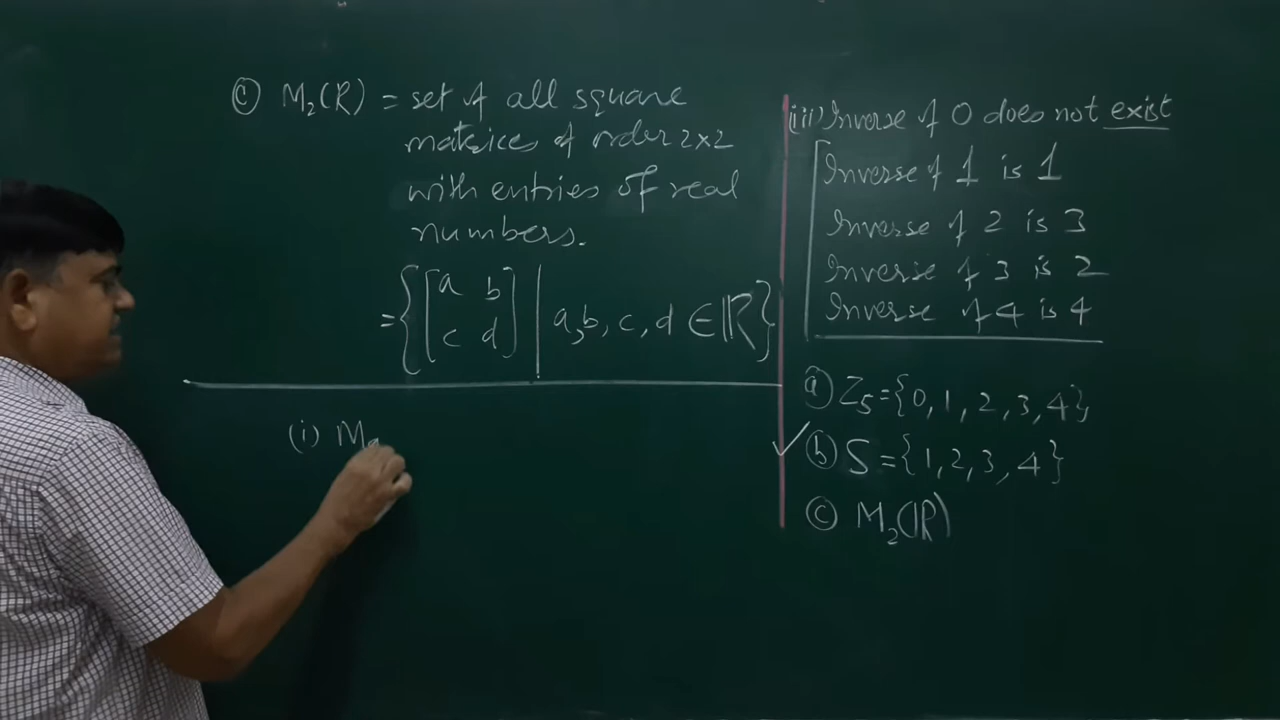 (c) M₂(R) = set of all square
matrices of order 2×2
with entries of real
numbers.
= { [ a b
c d ] | a, b, c, d ∈ ℝ }
(i) M₂
(iii) Inverse of 0 does not exist
Inverse of 1 is 1
Inverse of 2 is 3
Inverse of 3 is 2
Inverse of 4 is 4
(a) Z₅ = {0, 1, 2, 3, 4},
✓ (b) S = {1, 2, 3, 4}
(c) M₂(ℝ)